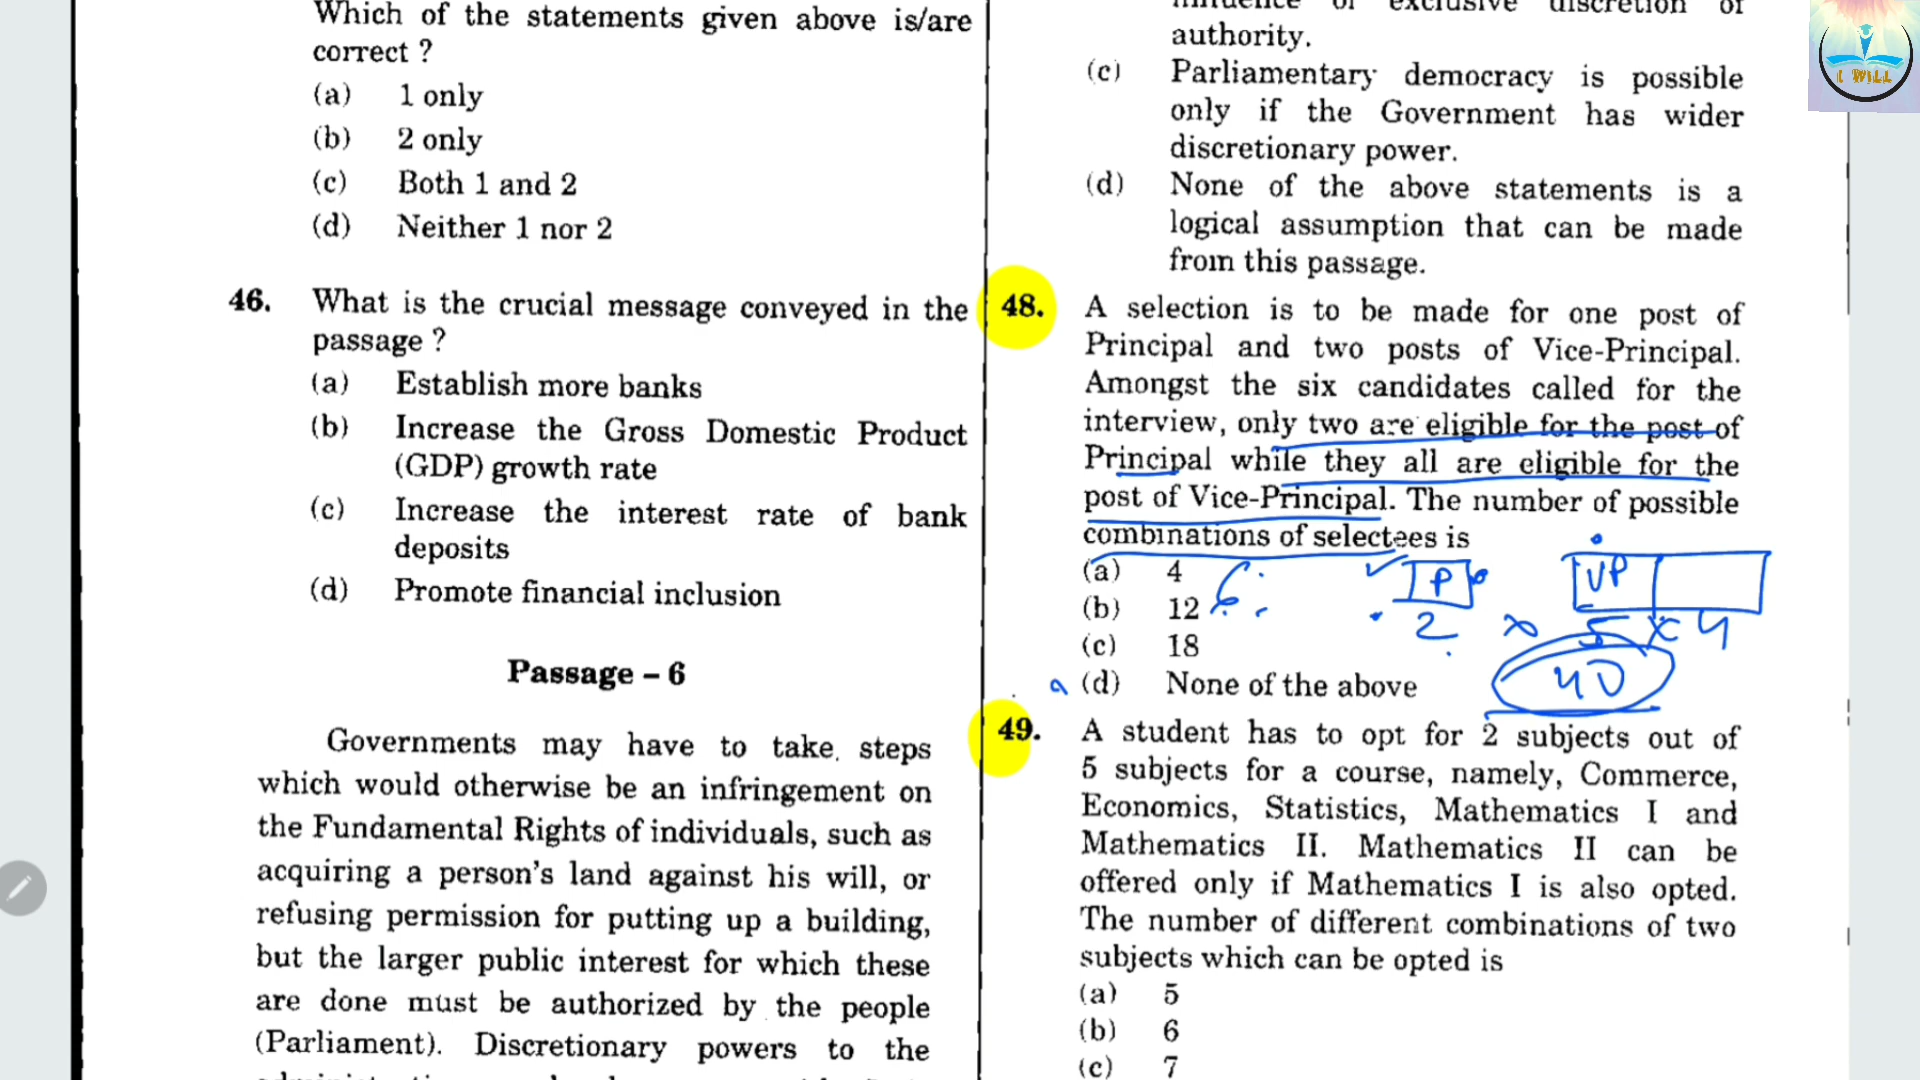 Which of the statements given above is/are
correct ?
(a) 1 only
(b) 2 only
(c) Both 1 and 2
(d) Neither 1 nor 2
46. What is the crucial message conveyed in the
passage ?
(a) Establish more banks
(b) Increase the Gross Domestic Product
(GDP) growth rate
(c) Increase the interest rate of bank
deposits
(d) Promote financial inclusion
Passage – 6
Governments may have to take steps
which would otherwise be an infringement on
the Fundamental Rights of individuals, such as
acquiring a person's land against his will, or
refusing permission for putting up a building,
but the larger public interest for which these
are done must be authorized by the people
(Parliament). Discretionary powers to the
influence of exclusive discretion of
authority.
(c) Parliamentary democracy is possible
only if the Government has wider
discretionary power.
(d) None of the above statements is a
logical assumption that can be made
from this passage.
48. A selection is to be made for one post of
Principal and two posts of Vice-Principal.
Amongst the six candidates called for the
interview, only two are eligible for the post of
Principal while they all are eligible for the
post of Vice-Principal. The number of possible
combinations of selectees is
(a) 4
(b) 12
(c) 18
(d) None of the above
P VP
2 x 5 x 4
40
49. A student has to opt for 2 subjects out of
5 subjects for a course, namely, Commerce,
Economics, Statistics, Mathematics I and
Mathematics II. Mathematics II can be
offered only if Mathematics I is also opted.
The number of different combinations of two
subjects which can be opted is
(a) 5
(b) 6
(c) 7
I WILL